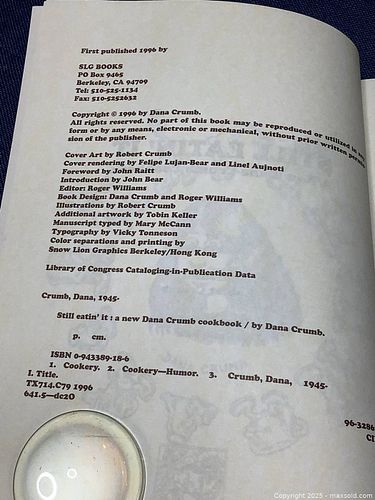 First published 1996 by
SLG BOOKS
PO Box 9465
Berkeley, CA 94709
Tel: 510-525-1134
Fax: 510-5252632
Copyright © 1996 by Dana Crumb.
All rights reserved. No part of this book may be reproduced or utilized in any
form or by any means, electronic or mechanical, without prior written permis-
sion of the publisher.
Cover Art by Robert Crumb
Cover rendering by Felipe Lujan-Bear and Linel Aujnoti
Foreword by John Raitt
Introduction by John Bear
Editor: Roger Williams
Book Design: Dana Crumb and Roger Williams
Illustrations by Robert Crumb
Additional artwork by Tobin Keller
Manuscript typed by Mary McCann
Typography by Vicky Tonneson
Color separations and printing by
Snow Lion Graphics Berkeley/Hong Kong
Library of Congress Cataloging-in-Publication Data
Crumb, Dana, 1945-
Still eatin' it : a new Dana Crumb cookbook / by Dana Crumb.
p. cm.
ISBN 0-943389-18-6
1. Cookery. 2. Cookery—Humor. 3. Crumb, Dana, 1945-
I. Title.
TX714.C79 1996
641.5—dc20
96-3286
CI
Copyright 2025 - maxsold.com